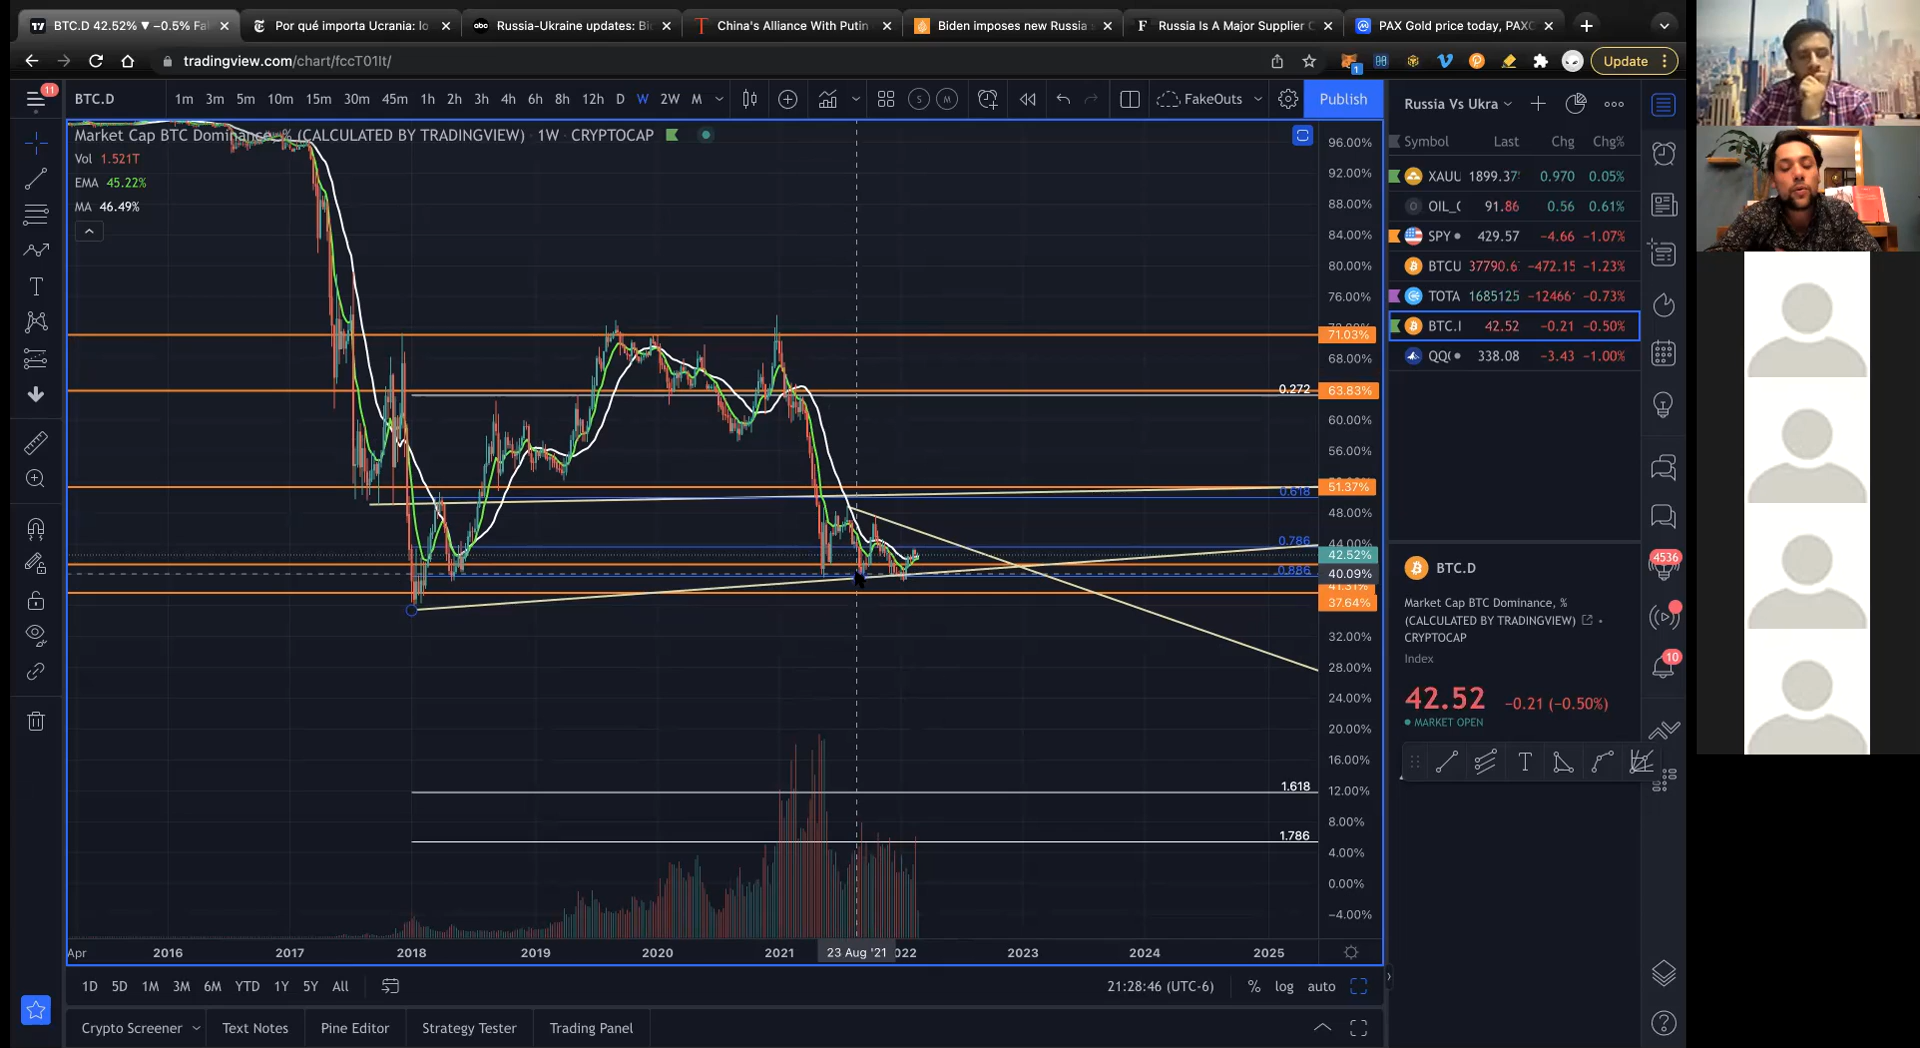 BTC.D 42.52% ▼ −0.5% Fa
Por qué importa Ucrania: lo
Russia-Ukraine updates: Bi
China's Alliance With Putin
Biden imposes new Russia
Russia Is A Major Supplier
PAX Gold price today, PAX
tradingview.com/chart/fccT01lt/
1
Update
11
BTC.D
1m 3m 5m 10m 15m 30m 45m 1h 2h 3h 4h 6h 8h 12h D W 2W M
S M
FakeOuts
Publish
Market Cap BTC Dominance, % (CALCULATED BY TRADINGVIEW) · 1W · CRYPTOCAP
Vol 1.521T
EMA 45.22%
MA 46.49%
96.00%
92.00%
88.00%
84.00%
80.00%
76.00%
71.03%
68.00%
0.272
63.83%
60.00%
56.00%
51.37%
0.618
48.00%
0.786
44.00%
42.52%
0.886
40.09%
41.31%
37.64%
32.00%
28.00%
24.00%
20.00%
16.00%
1.618
12.00%
8.00%
1.786
4.00%
0.00%
−4.00%
Apr 2016 2017 2018 2019 2020 2021 23 Aug '21 022 2023 2024 2025
1D 5D 1M 3M 6M YTD 1Y 5Y All
21:28:46 (UTC-6)
% log auto
Crypto Screener Text Notes Pine Editor Strategy Tester Trading Panel
Russia Vs Ukra
Symbol Last Chg Chg%
XAUU 1899.37 0.970 0.05%
OIL_ 91.86 0.56 0.61%
SPY 429.57 −4.66 −1.07%
BTCU 37790.6 −472.15 −1.23%
TOTA 1685125 −12466 −0.73%
BTC.I 42.52 −0.21 −0.50%
QQ 338.08 −3.43 −1.00%
BTC.D
Market Cap BTC Dominance, %
(CALCULATED BY TRADINGVIEW) •
CRYPTOCAP
Index
42.52 −0.21 (−0.50%)
MARKET OPEN
4536
10